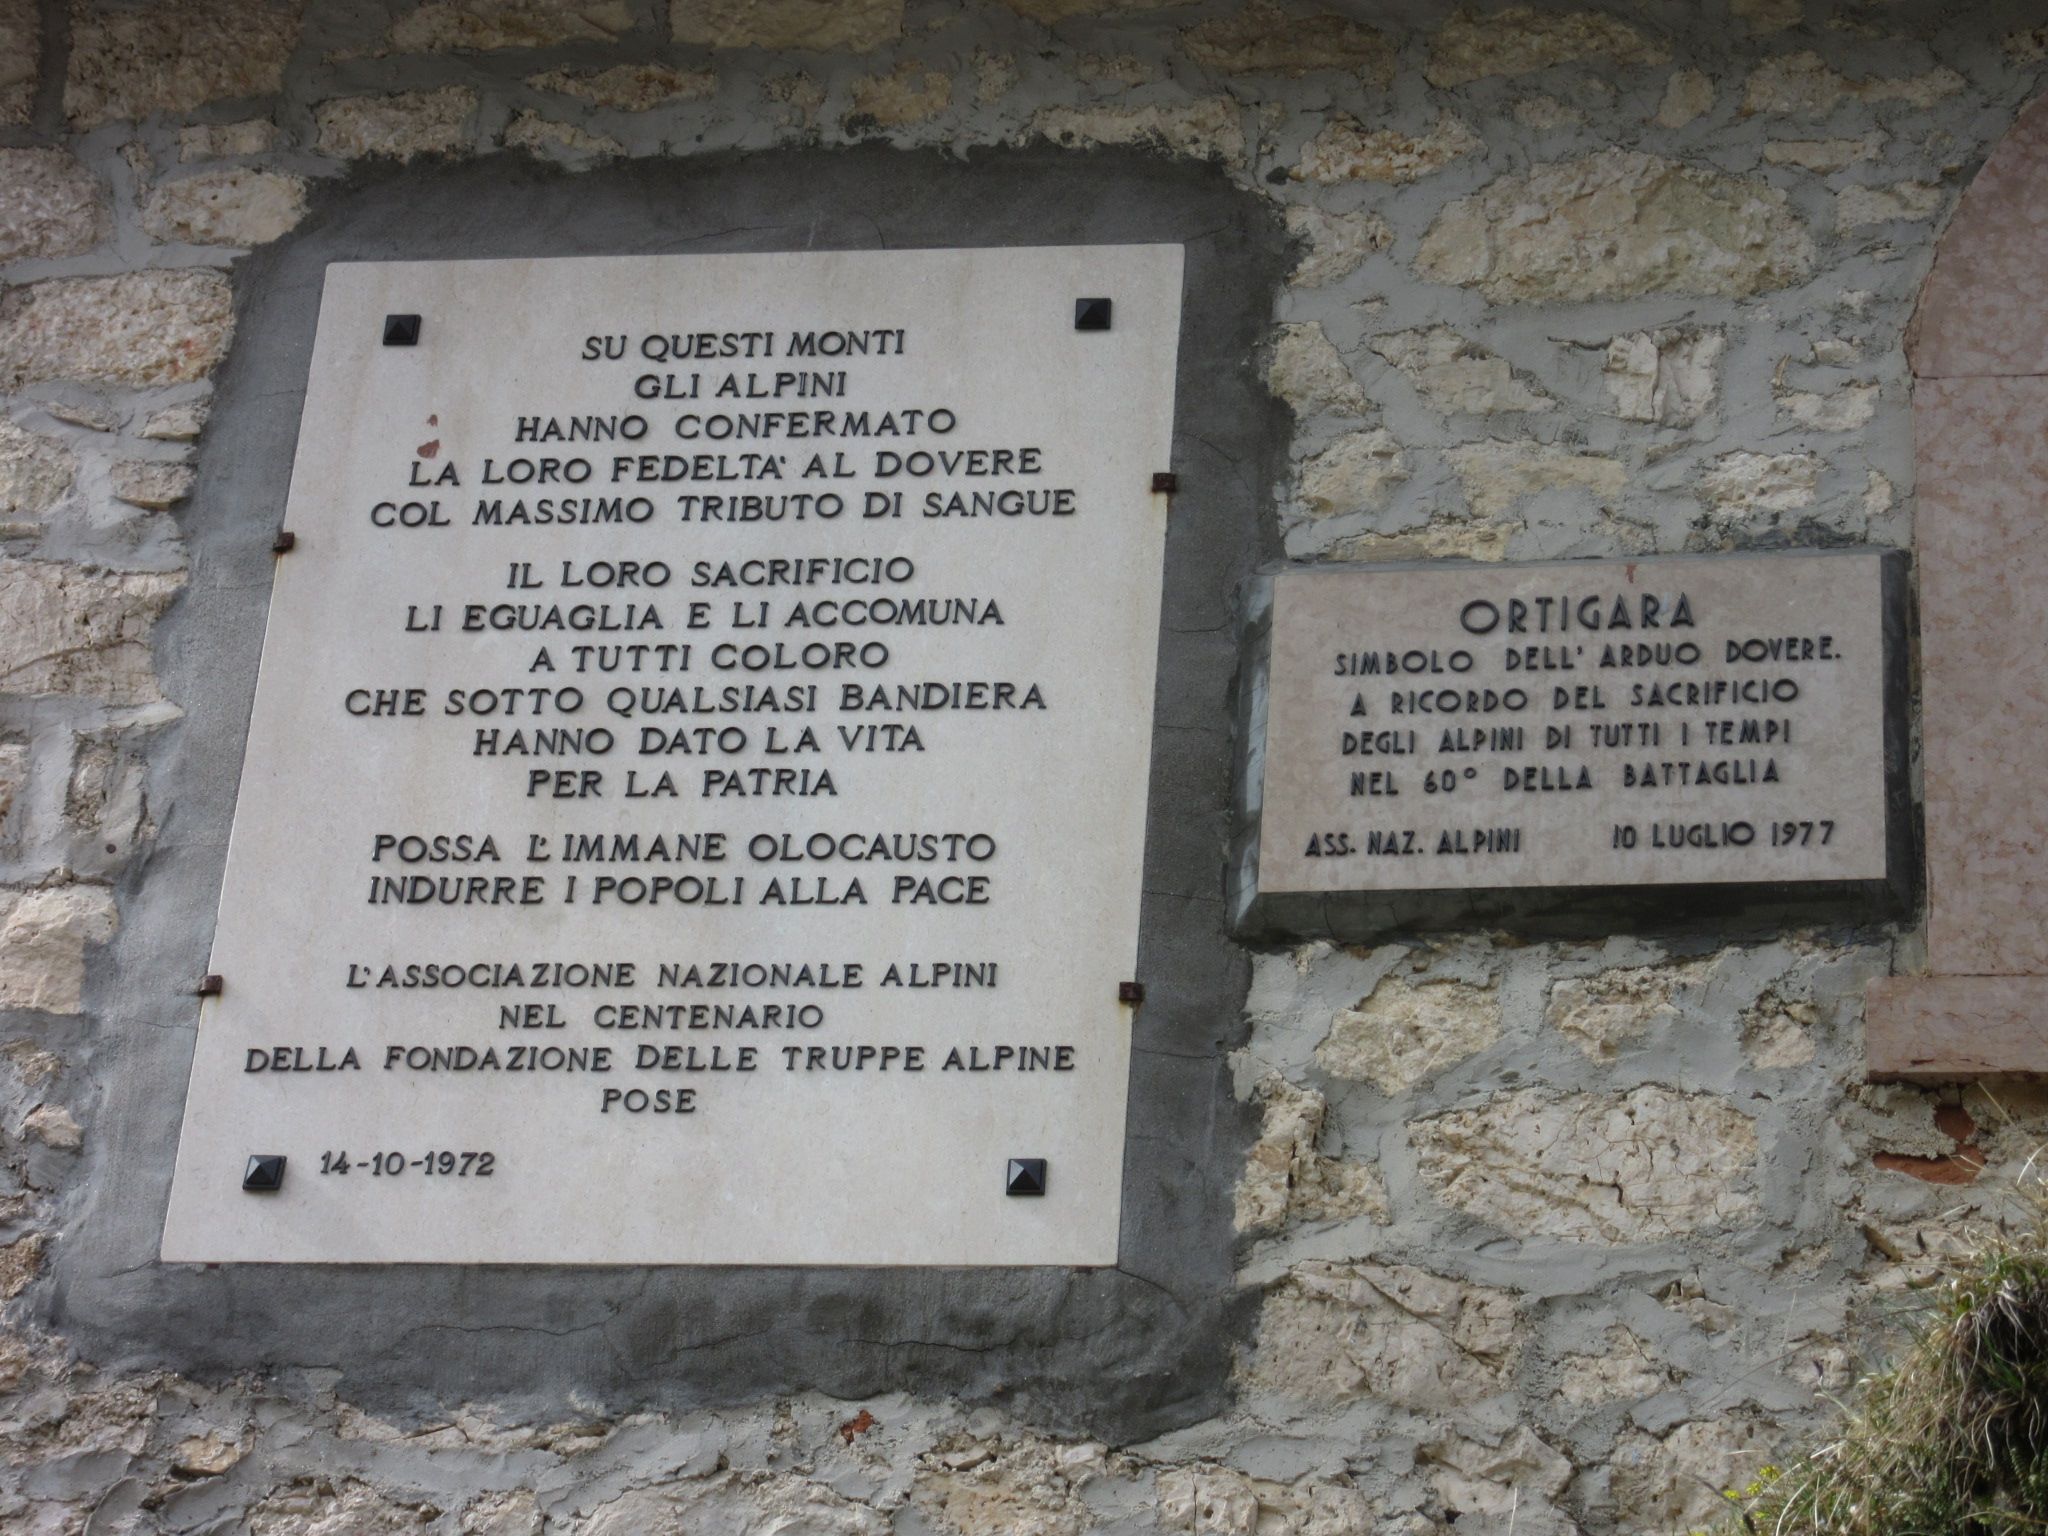 SU QUESTI MONTI
GLI ALPINI
HANNO CONFERMATO
LA LORO FEDELTA' AL DOVERE
COL MASSIMO TRIBUTO DI SANGUE
IL LORO SACRIFICIO
LI EGUAGLIA E LI ACCOMUNA
A TUTTI COLORO
CHE SOTTO QUALSIASI BANDIERA
HANNO DATO LA VITA
PER LA PATRIA
POSSA L'IMMANE OLOCAUSTO
INDURRE I POPOLI ALLA PACE
L'ASSOCIAZIONE NAZIONALE ALPINI
NEL CENTENARIO
DELLA FONDAZIONE DELLE TRUPPE ALPINE
POSE
14-10-1972
ORTIGARA
SIMBOLO DELL'ARDUO DOVERE.
A RICORDO DEL SACRIFICIO
DEGLI ALPINI DI TUTTI I TEMPI
NEL 60° DELLA BATTAGLIA
ASS. NAZ. ALPINI 10 LUGLIO 1977